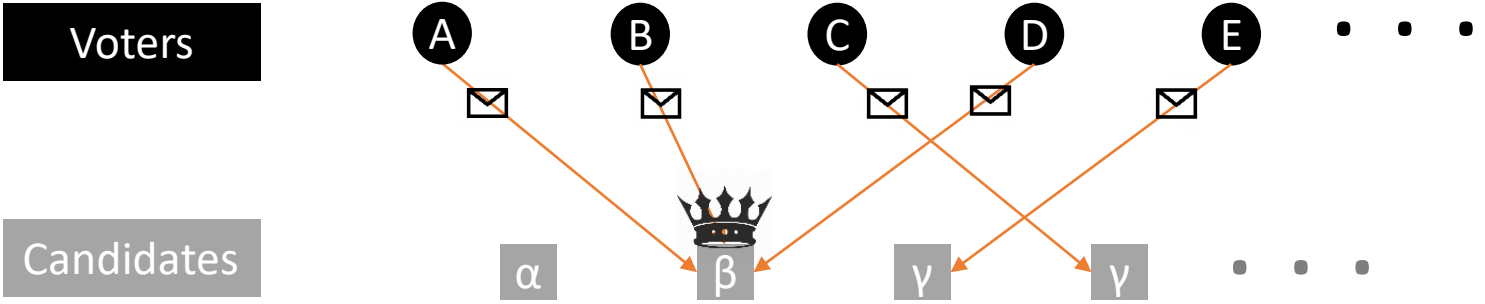 Voters A B C D E . . .
Candidates α β γ γ . . .